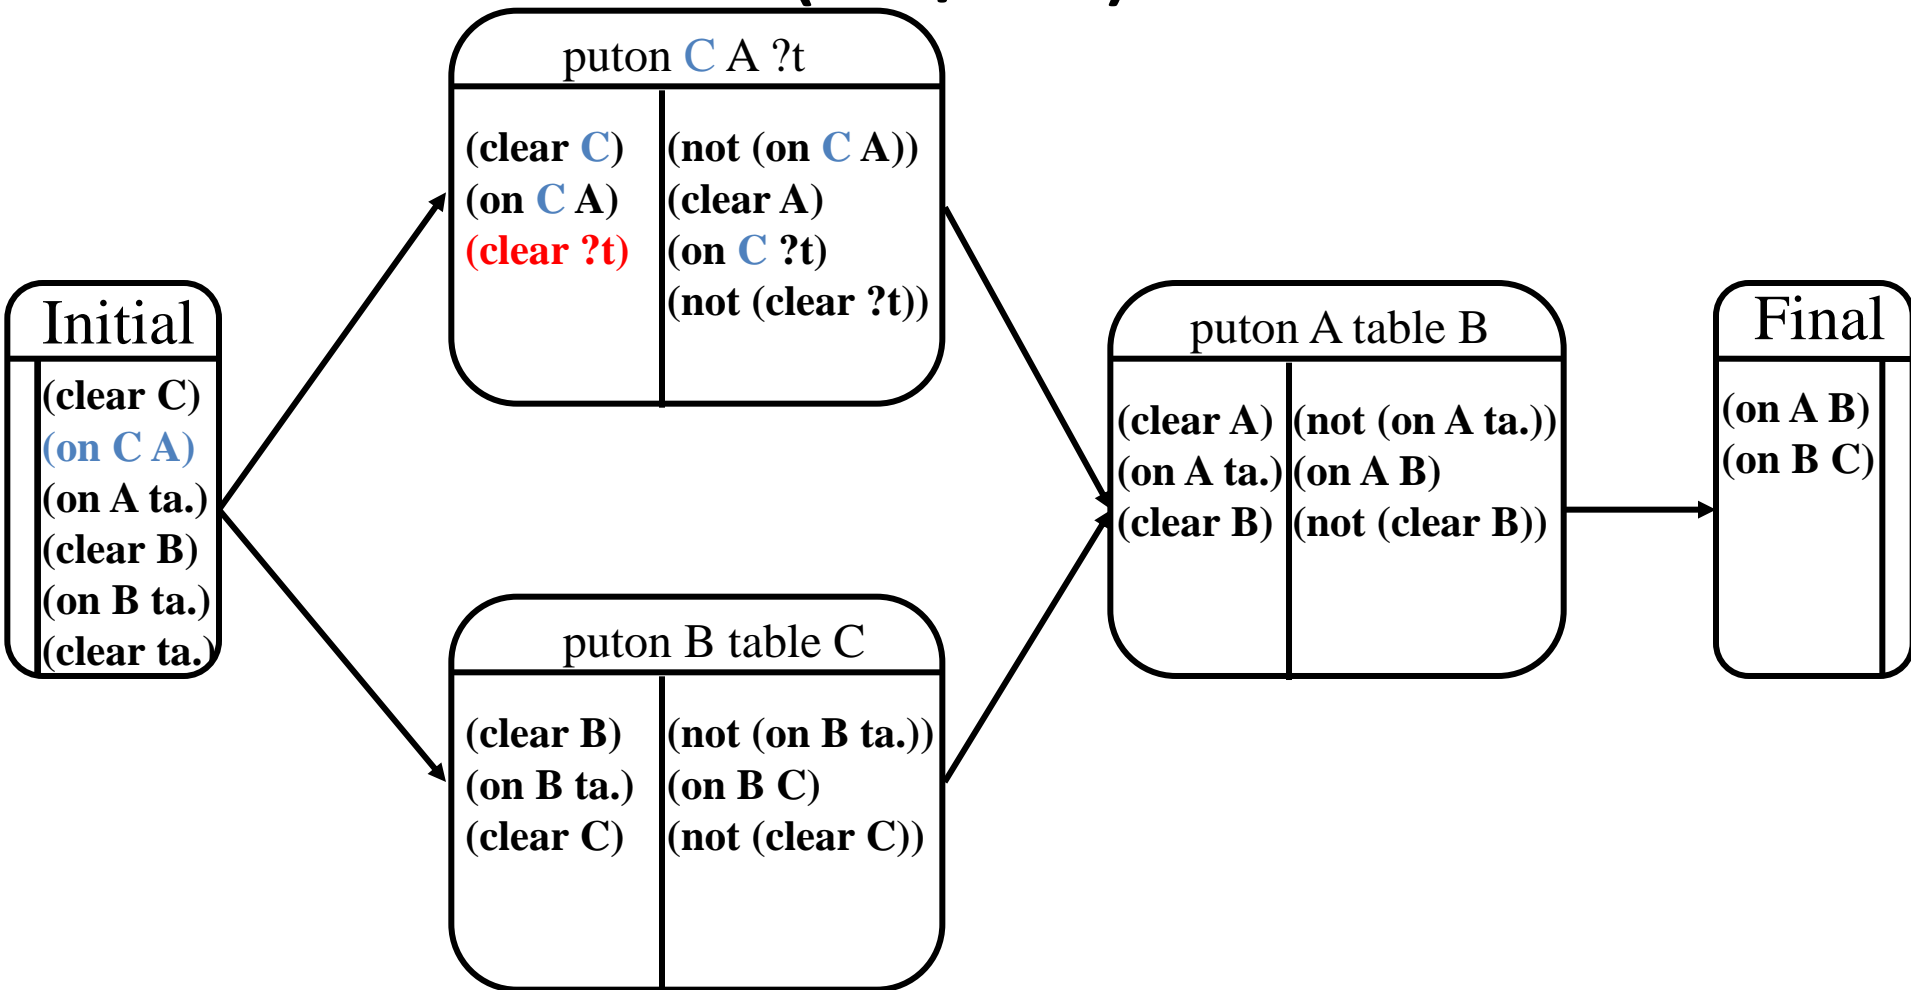 puton C A ?t
(clear C)
(on C A)
(clear ?t)
(not (on C A))
(clear A)
(on C ?t)
(not (clear ?t))
Initial
(clear C)
(on C A)
(on A ta.)
(clear B)
(on B ta.)
(clear ta.)
puton A table B
(clear A)
(on A ta.)
(clear B)
(not (on A ta.))
(on A B)
(not (clear B))
Final
(on A B)
(on B C)
puton B table C
(clear B)
(on B ta.)
(clear C)
(not (on B ta.))
(on B C)
(not (clear C))